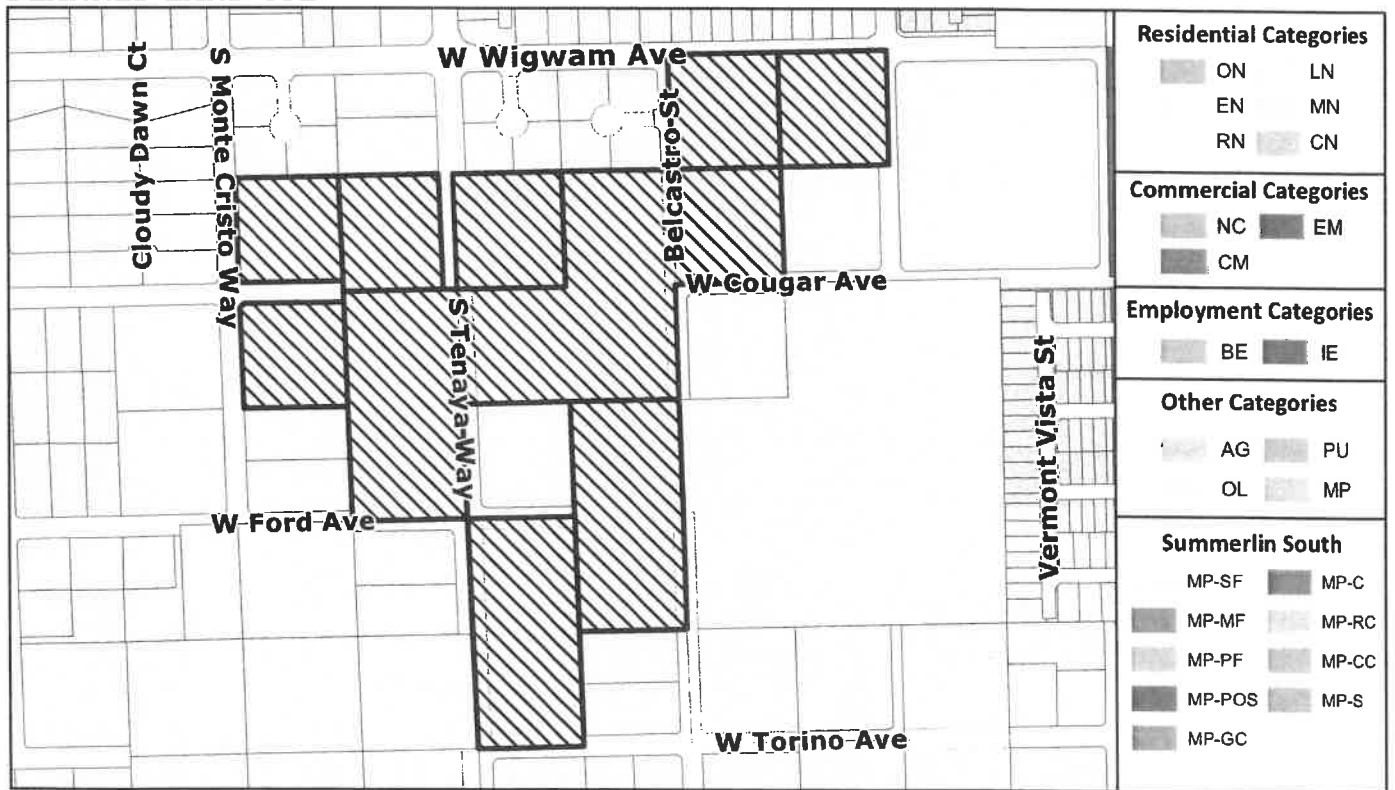 W Wigwam Ave
Cloudy Dawn Ct
S Monte Cristo Way
Belcastro St
W Cougar Ave
S Tenaya Way
W Ford Ave
Vermont Vista St
W Torino Ave
Residential Categories
ON LN
EN MN
RN CN
Commercial Categories
NC EM
CM
Employment Categories
BE IE
Other Categories
AG PU
OL MP
Summerlin South
MP-SF MP-C
MP-MF MP-RC
MP-PF MP-CC
MP-POS MP-S
MP-GC